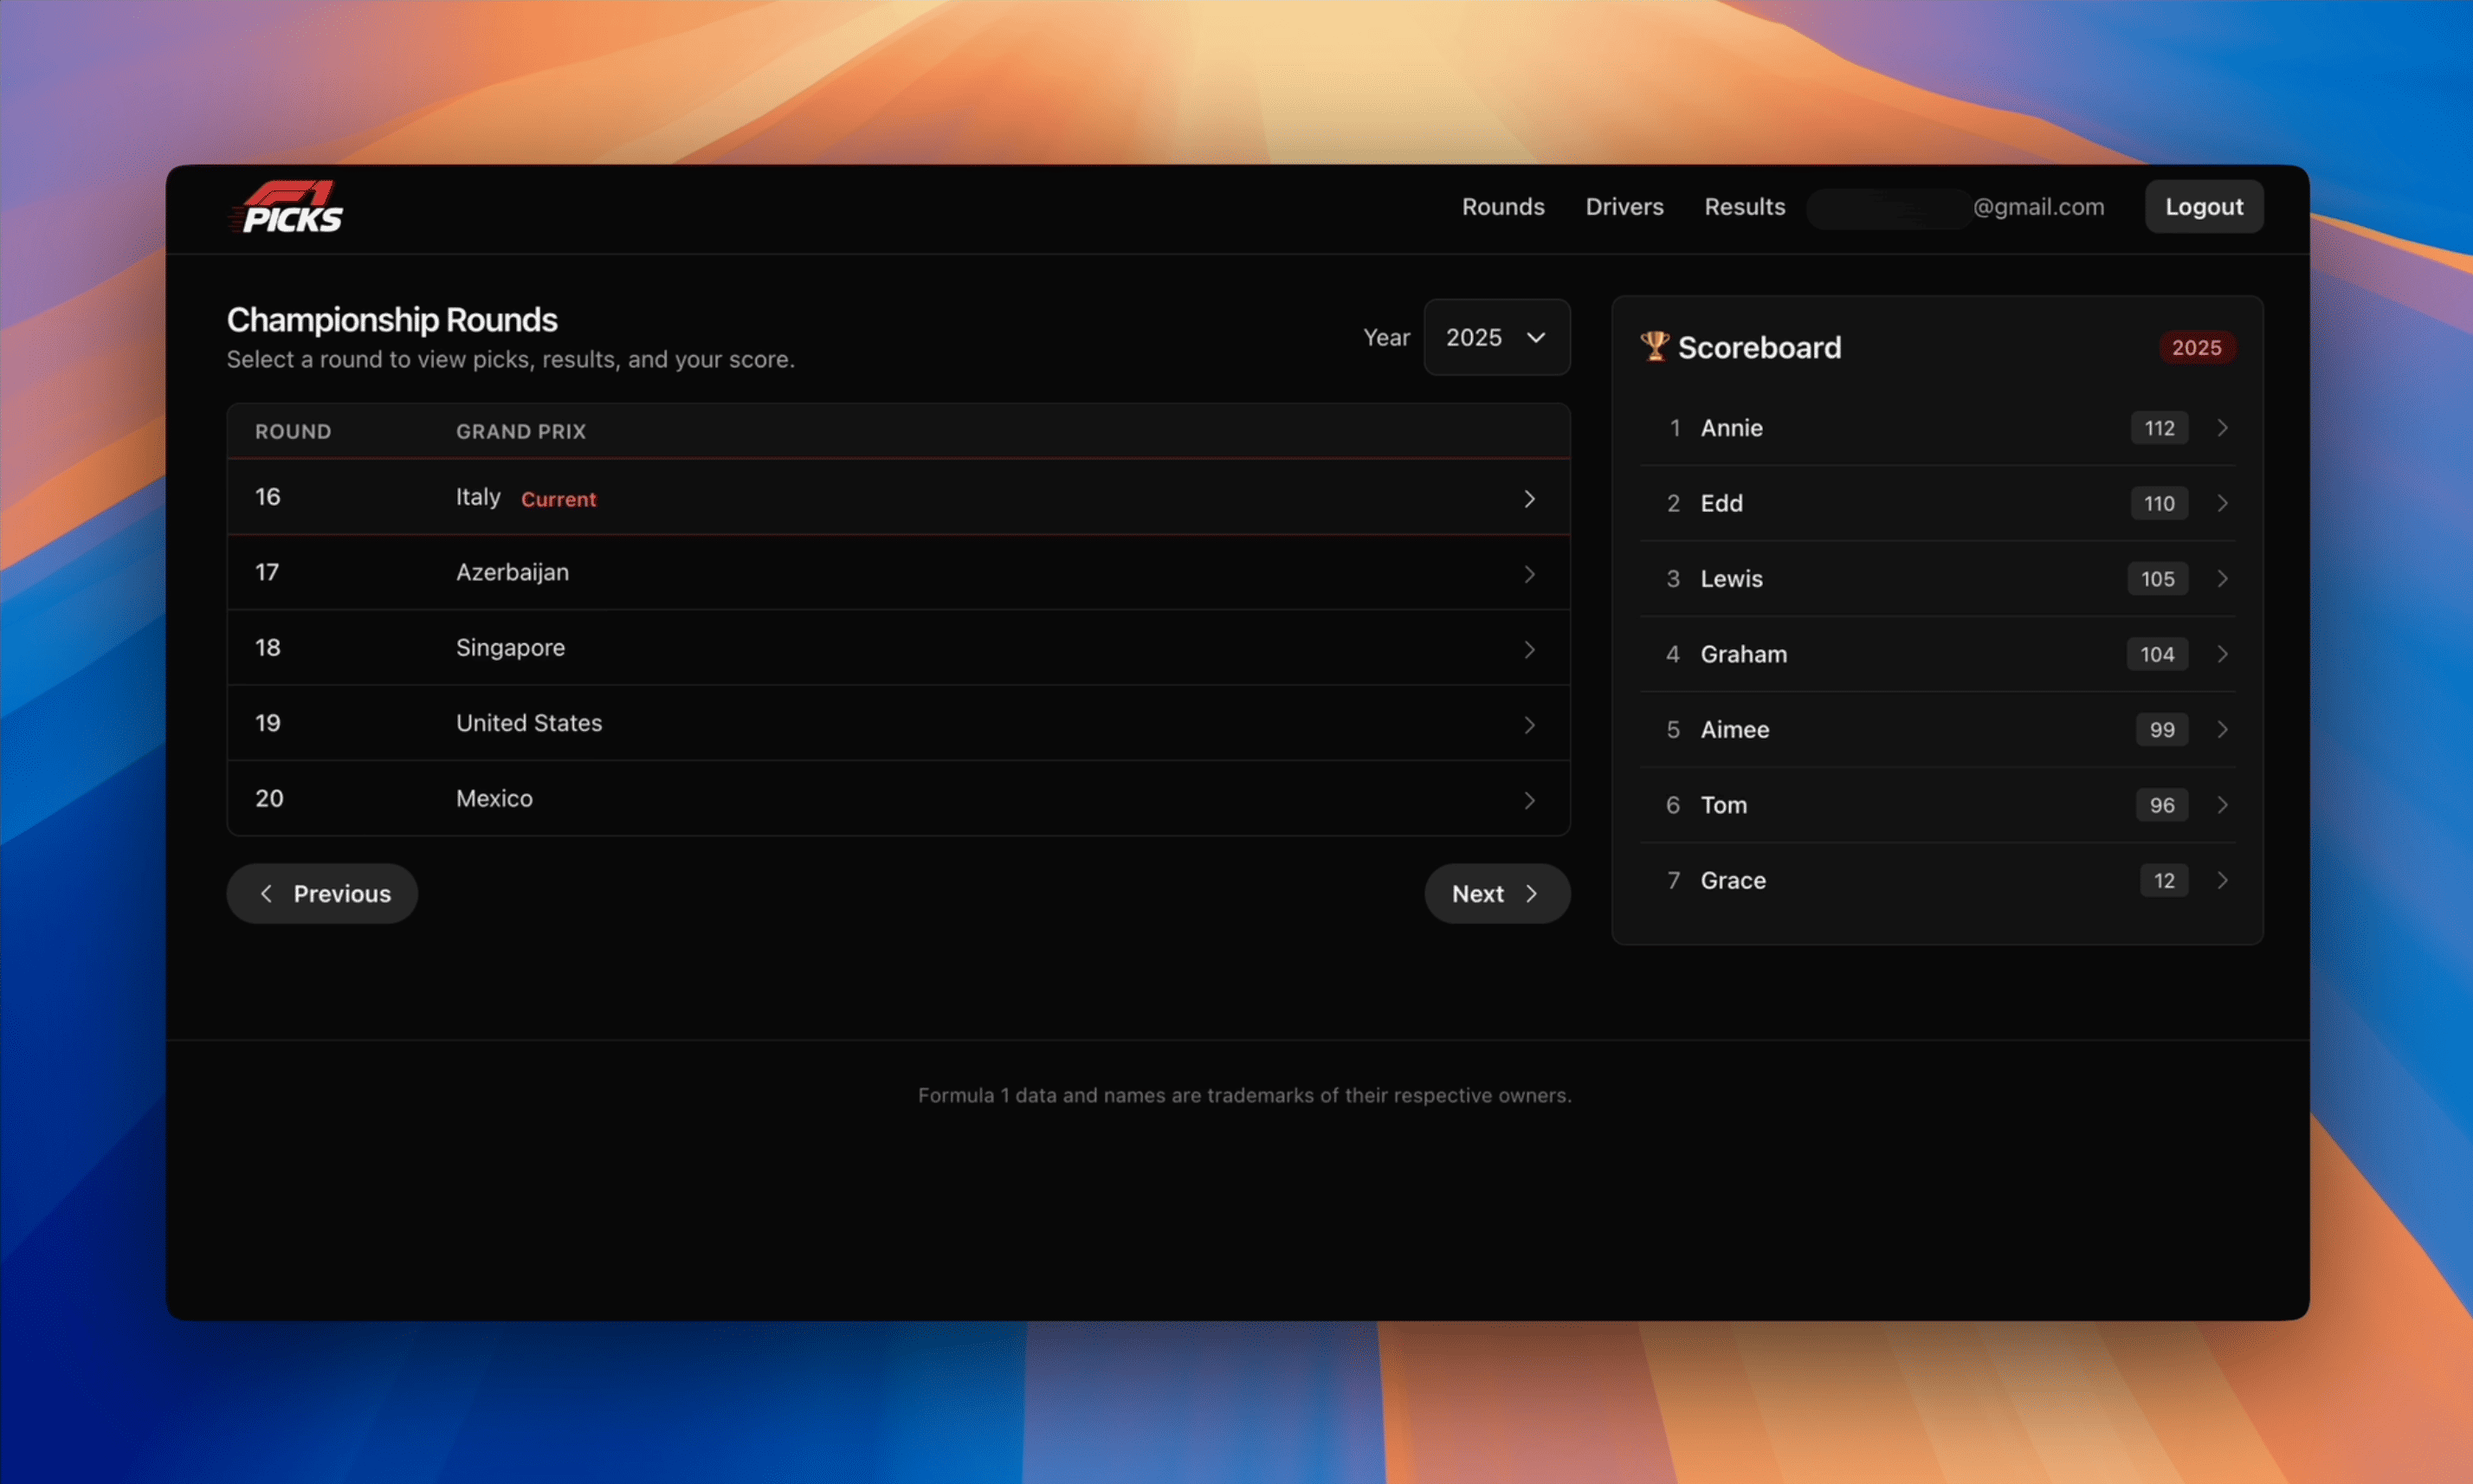 F1
PICKS
Rounds Drivers Results @gmail.com Logout
Championship Rounds
Select a round to view picks, results, and your score.
Year 2025
ROUND GRAND PRIX
16 Italy Current
17 Azerbaijan
18 Singapore
19 United States
20 Mexico
Previous Next
🏆 Scoreboard 2025
1 Annie 112
2 Edd 110
3 Lewis 105
4 Graham 104
5 Aimee 99
6 Tom 96
7 Grace 12
Formula 1 data and names are trademarks of their respective owners.